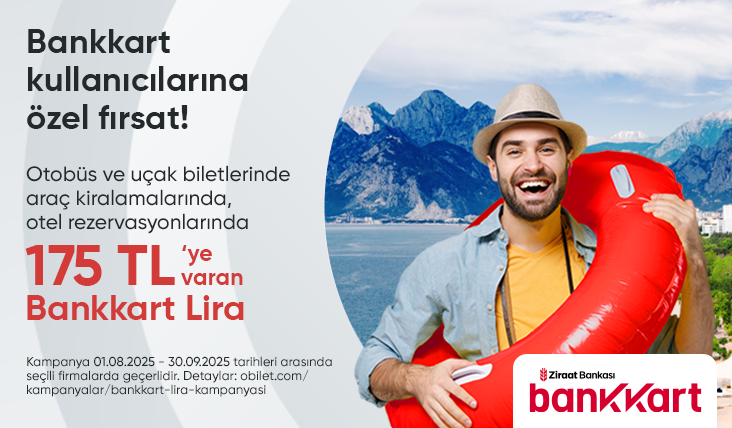 Bankkart
kullanıcılarına
özel fırsat!
Otobüs ve uçak biletlerinde
araç kiralamalarında,
otel rezervasyonlarında
175 TL 'ye varan
Bankkart Lira
Kampanya 01.08.2025 - 30.09.2025 tarihleri arasında
seçili firmalarda geçerlidir. Detaylar: obilet.com/
kampanyalar/bankkart-lira-kampanyasi
Ziraat Bankası
bankkart